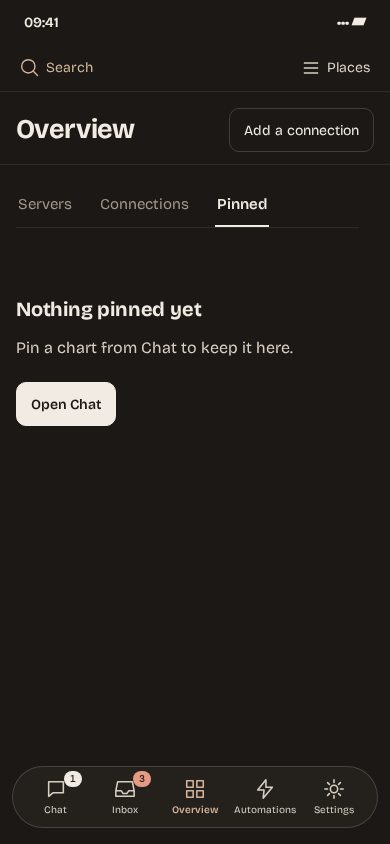 09:41
Search
Places
Overview
Add a connection
Servers
Connections
Pinned
Nothing pinned yet
Pin a chart from Chat to keep it here.
Open Chat
1
3
Chat
Inbox
Overview
Automations
Settings